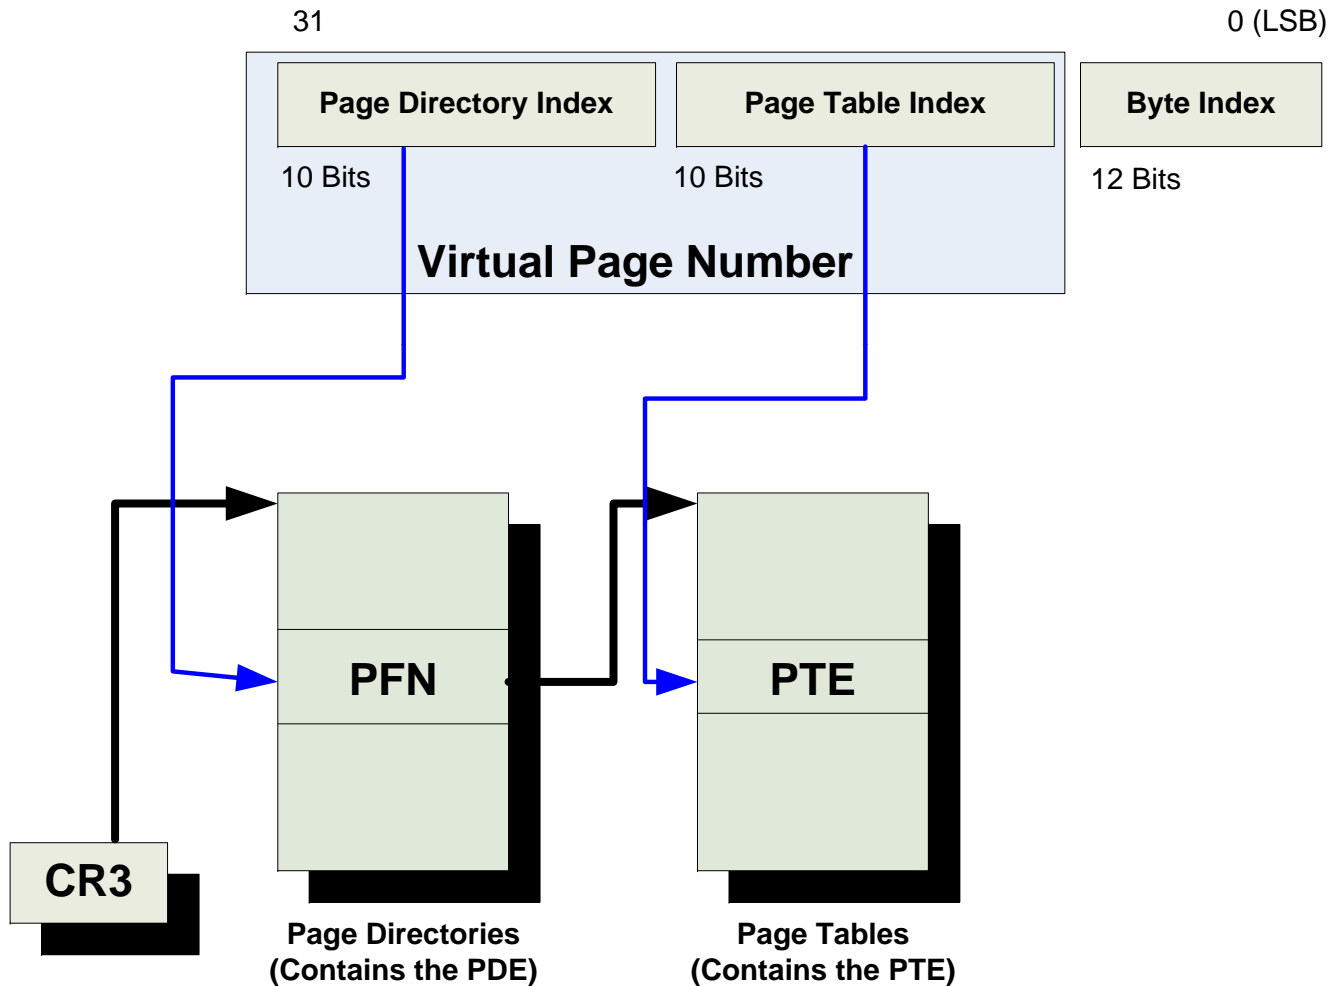 31
0 (LSB)
Page Directory Index
Page Table Index
Byte Index
10 Bits
10 Bits
12 Bits
Virtual Page Number
PFN
PTE
CR3
Page Directories
(Contains the PDE)
Page Tables
(Contains the PTE)